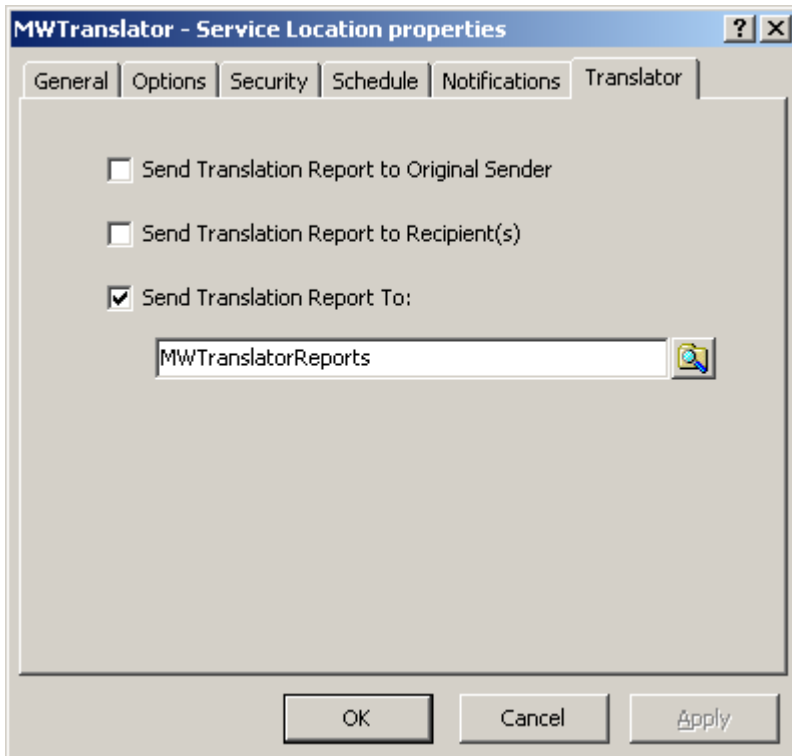 MWTranslator - Service Location properties
General Options Security Schedule Notifications Translator
Send Translation Report to Original Sender
Send Translation Report to Recipient(s)
Send Translation Report To:
MWTranslatorReports
OK Cancel Apply